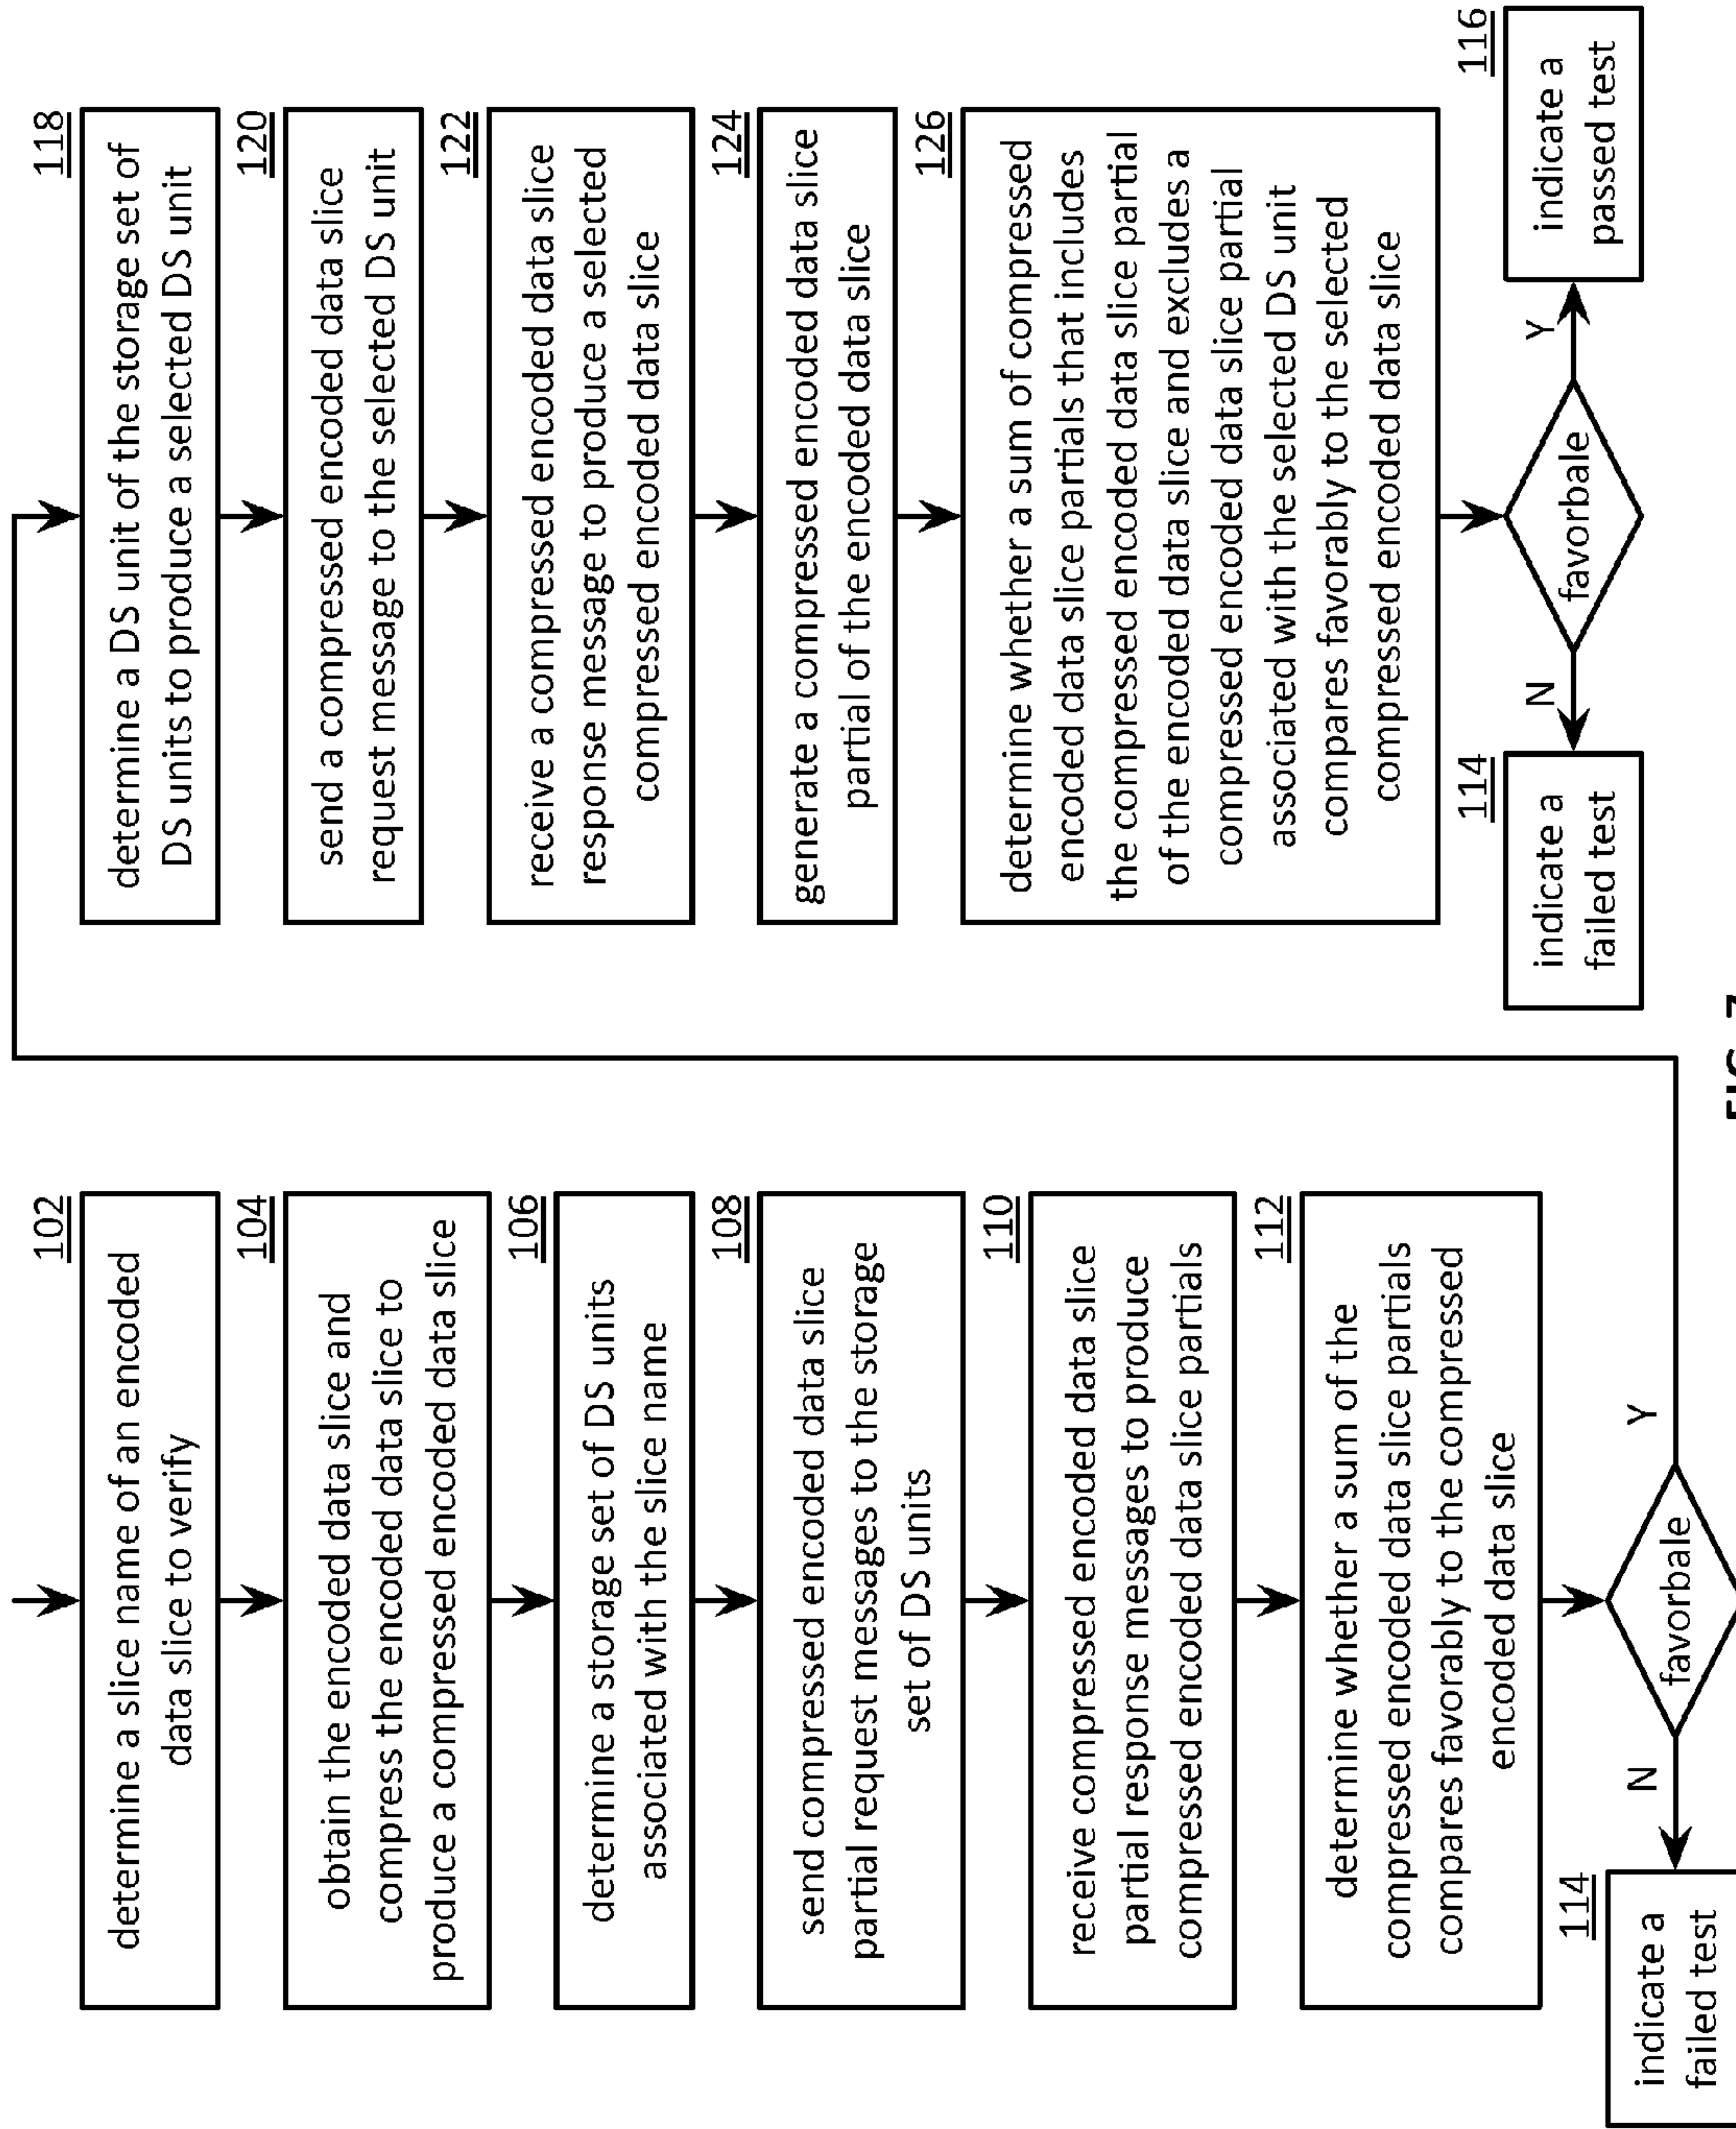 102
determine a slice name of an encoded
data slice to verify
104
obtain the encoded data slice and
compress the encoded data slice to
produce a compressed encoded data slice
106
determine a storage set of DS units
associated with the slice name
108
send compressed encoded data slice
partial request messages to the storage
set of DS units
110
receive compressed encoded data slice
partial response messages to produce
compressed encoded data slice partials
112
determine whether a sum of the
compressed encoded data slice partials
compares favorably to the compressed
encoded data slice
favorbale
N
Y
114
indicate a
failed test
118
determine a DS unit of the storage set of
DS units to produce a selected DS unit
120
send a compressed encoded data slice
request message to the selected DS unit
122
receive a compressed encoded data slice
response message to produce a selected
compressed encoded data slice
124
generate a compressed encoded data slice
partial of the encoded data slice
126
determine whether a sum of compressed
encoded data slice partials that includes
the compressed encoded data slice partial
of the encoded data slice and excludes a
compressed encoded data slice partial
associated with the selected DS unit
compares favorably to the selected
compressed encoded data slice
favorbale
N
Y
114
indicate a
failed test
116
indicate a
passed test